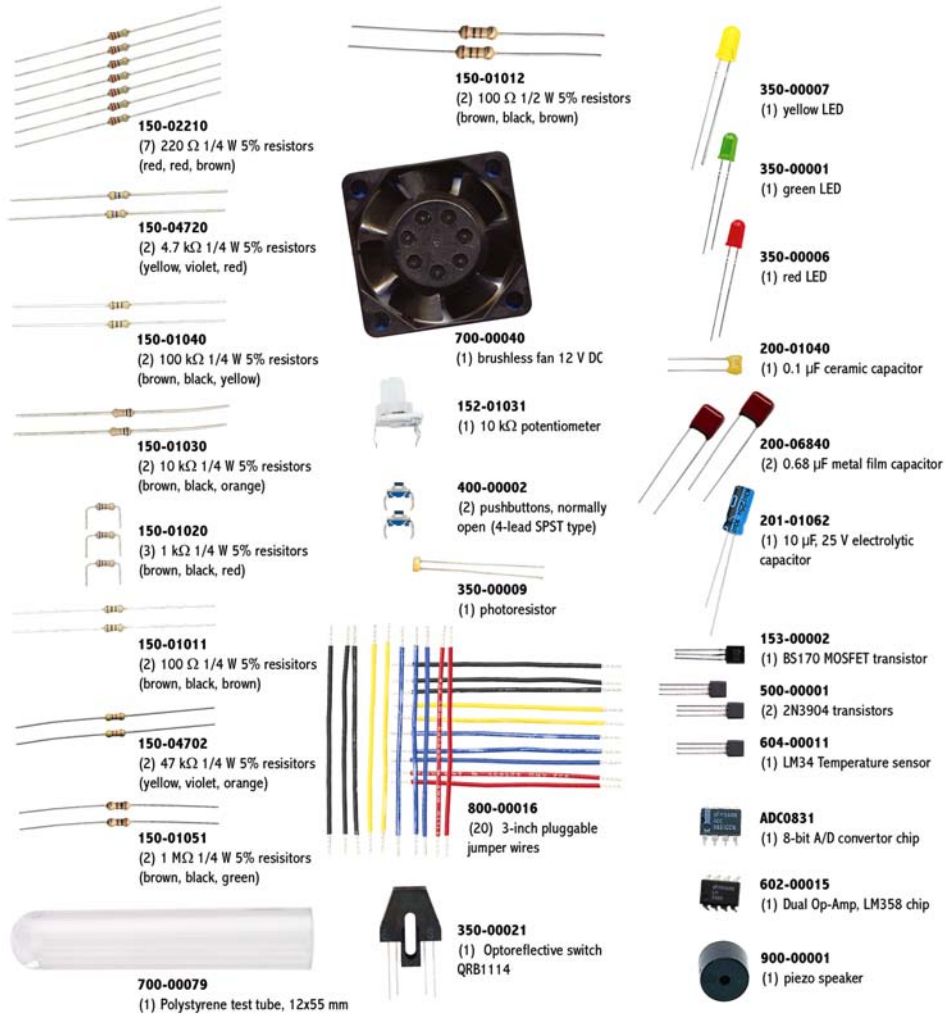 150-02210
(7) 220 Ω 1/4 W 5% resistors
(red, red, brown)
150-04720
(2) 4.7 kΩ 1/4 W 5% resistors
(yellow, violet, red)
150-01040
(2) 100 kΩ 1/4 W 5% resistors
(brown, black, yellow)
150-01030
(2) 10 kΩ 1/4 W 5% resistors
(brown, black, orange)
150-01020
(3) 1 kΩ 1/4 W 5% resisitors
(brown, black, red)
150-01011
(2) 100 Ω 1/4 W 5% resisitors
(brown, black, brown)
150-04702
(2) 47 kΩ 1/4 W 5% resisitors
(yellow, violet, orange)
150-01051
(2) 1 MΩ 1/4 W 5% resisitors
(brown, black, green)
700-00079
(1) Polystyrene test tube, 12x55 mm
150-01012
(2) 100 Ω 1/2 W 5% resistors
(brown, black, brown)
700-00040
(1) brushless fan 12 V DC
152-01031
(1) 10 kΩ potentiometer
400-00002
(2) pushbuttons, normally
open (4-lead SPST type)
350-00009
(1) photoresistor
800-00016
(20) 3-inch pluggable
jumper wires
350-00021
(1) Optoreflective switch
QRB1114
350-00007
(1) yellow LED
350-00001
(1) green LED
350-00006
(1) red LED
200-01040
(1) 0.1 µF ceramic capacitor
200-06840
(2) 0.68 µF metal film capacitor
201-01062
(1) 10 µF, 25 V electrolytic
capacitor
153-00002
(1) BS170 MOSFET transistor
500-00001
(2) 2N3904 transistors
604-00011
(1) LM34 Temperature sensor
ADC0831
(1) 8-bit A/D convertor chip
602-00015
(1) Dual Op-Amp, LM358 chip
900-00001
(1) piezo speaker